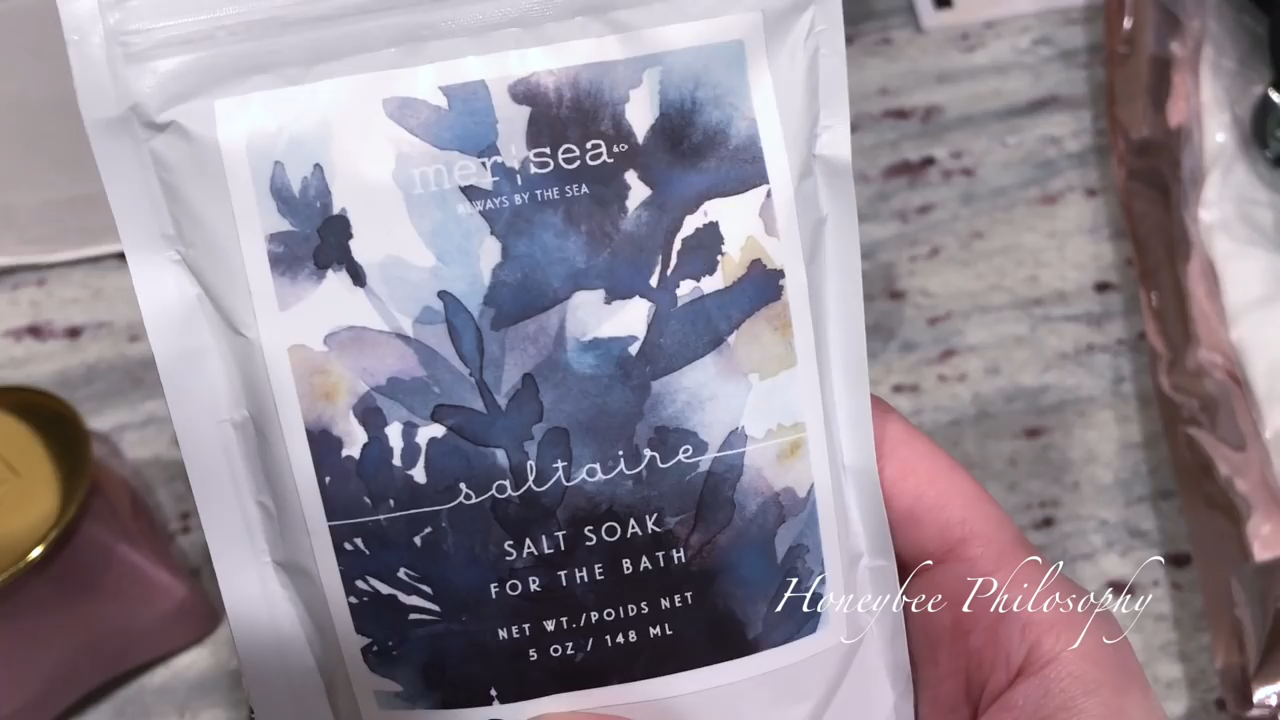 mer¦sea &co
ALWAYS BY THE SEA
saltaire
SALT SOAK
FOR THE BATH
NET WT./POIDS NET
5 OZ / 148 ML
Honeybee Philosophy